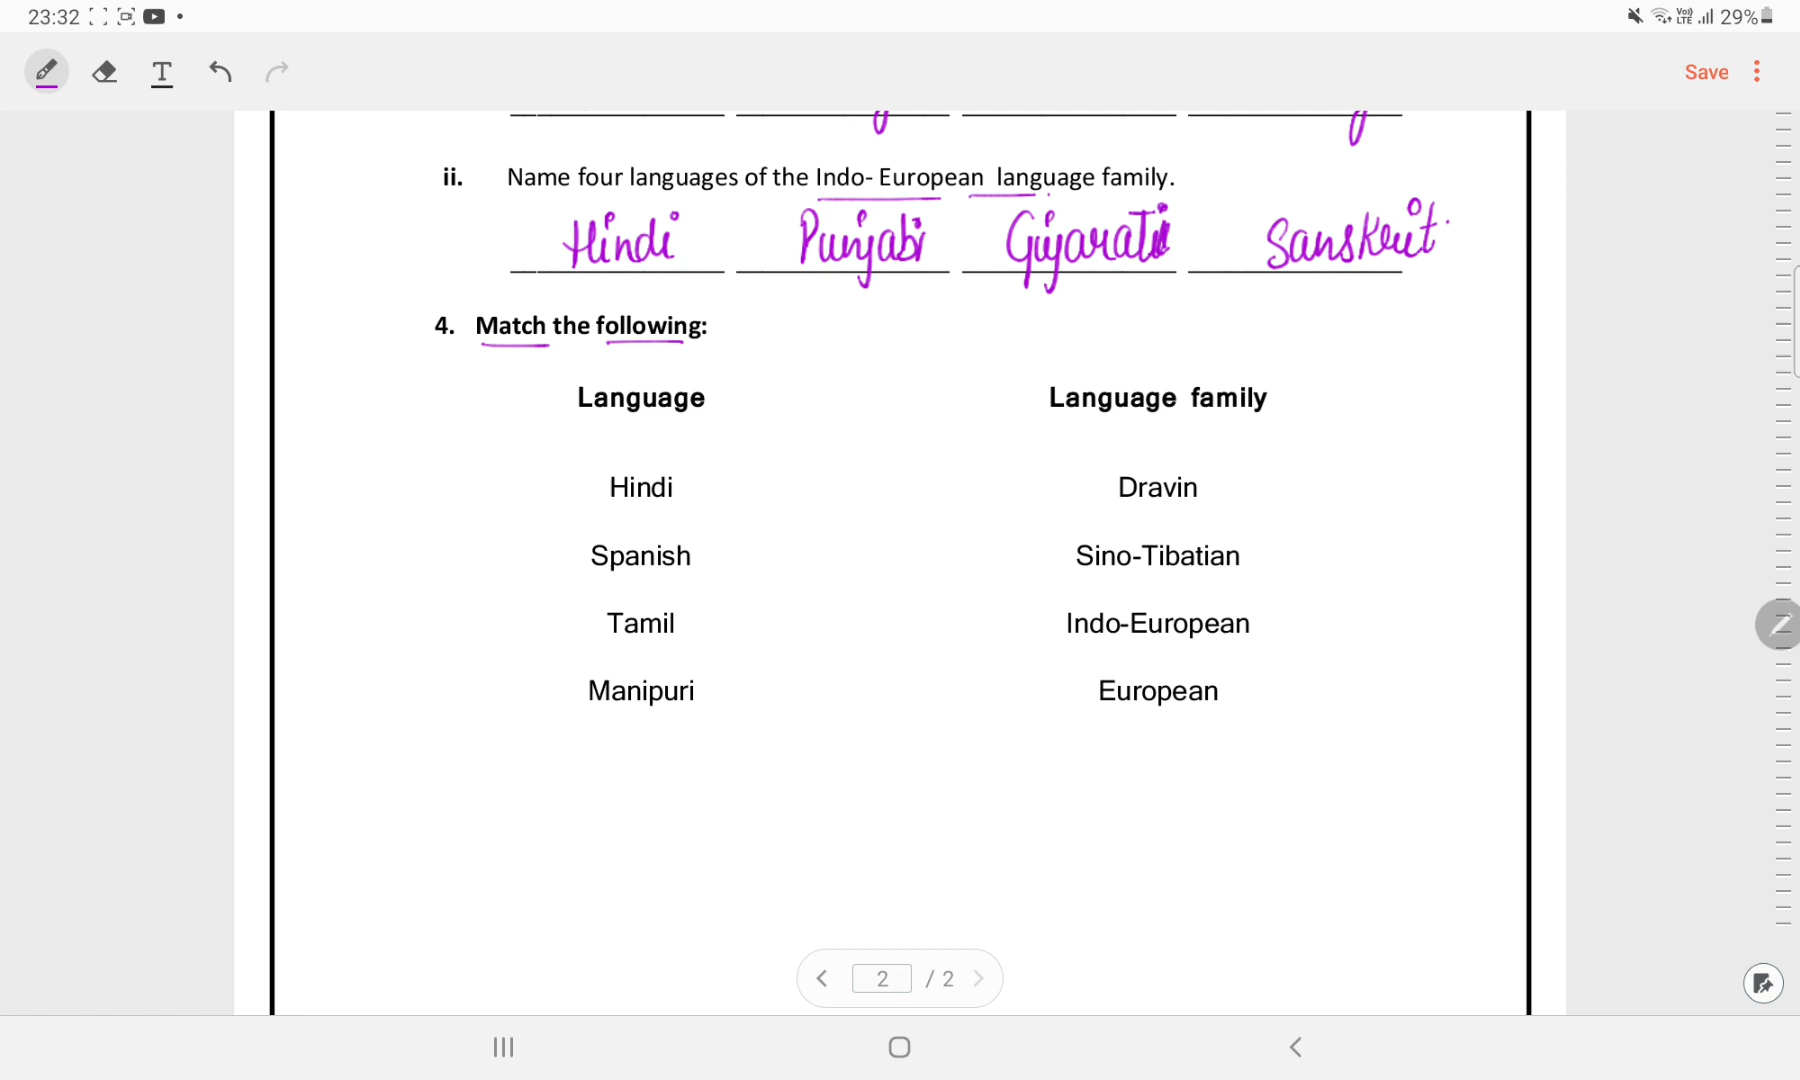 23:32 29%
T Save
ii. Name four languages of the Indo- European language family.
Hindi Punjabi Gujarati Sanskrit.
4. Match the following:
Language Language family
Hindi Dravin
Spanish Sino-Tibatian
Tamil Indo-European
Manipuri European
2 / 2